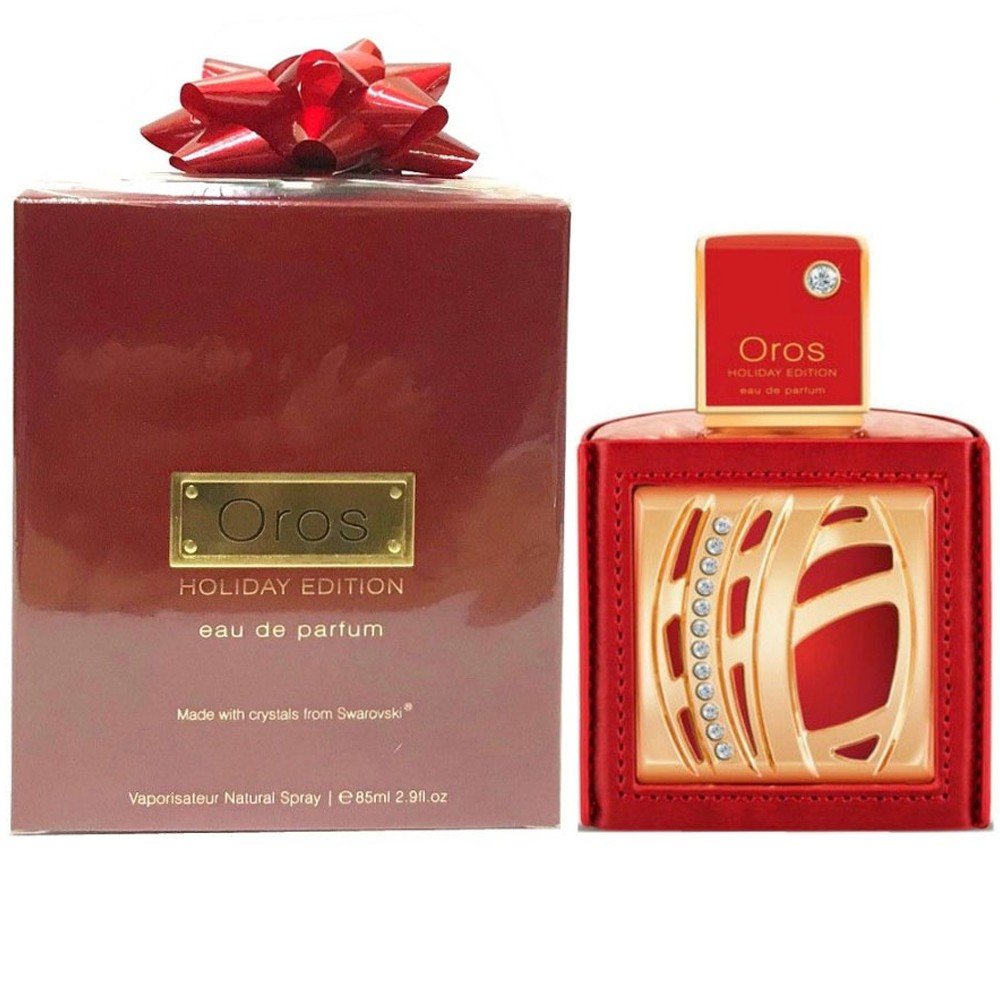 Oros
HOLIDAY EDITION
eau de parfum
Made with crystals from Swarovski®
Vaporisateur Natural Spray | ℮85ml 2.9fl.oz
Oros
HOLIDAY EDITION
eau de parfum